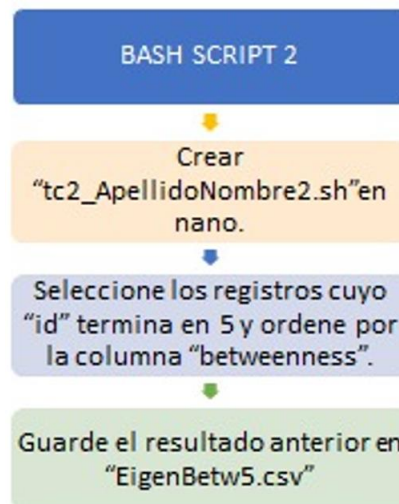 BASH SCRIPT 2
Crear
“tc2_ApellidoNombre2.sh”en
nano.
Seleccione los registros cuyo
“id” termina en 5 y ordene por
la columna “betweenness”.
Guarde el resultado anterior en
“EigenBetw5.csv”